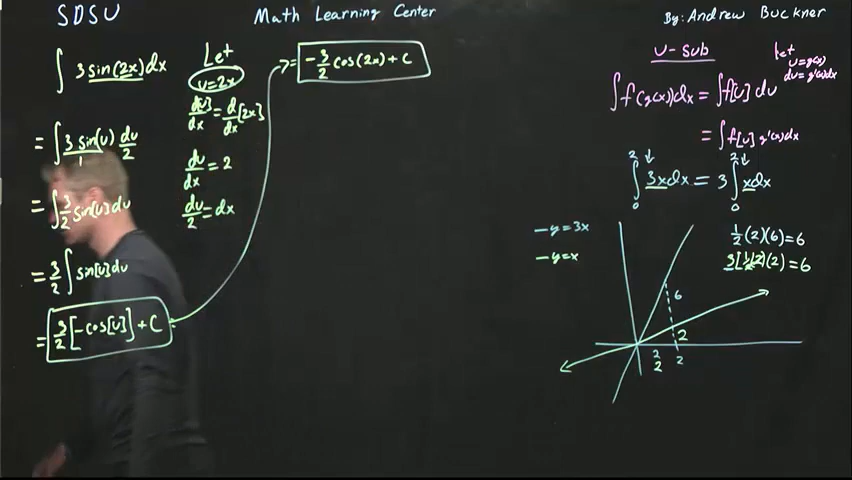 SDSU
Math Learning Center
By: Andrew Buckner
∫ 3 sin(2x) dx
= ∫ 3 sin(u)/1 du/2
= ∫ 3/2 sin[u] du
= 3/2 ∫ sin[u] du
= 3/2 [-cos[u]] + C
Let
u = 2x
du/dx = d/dx [2x]
du/dx = 2
du/2 = dx
= -3/2 cos(2x) + C
u-sub
Let
u = g(x)
du = g'(x) dx
∫ f(g(x)) dx = ∫ f[u] du
= ∫ f[u] g'(x) dx
∫₀² 3x dx = 3 ∫₀² x dx
— y = 3x
— y = x
1/2 (2)(6) = 6
3[1/2(2)(2) = 6
6
2
2
2
2